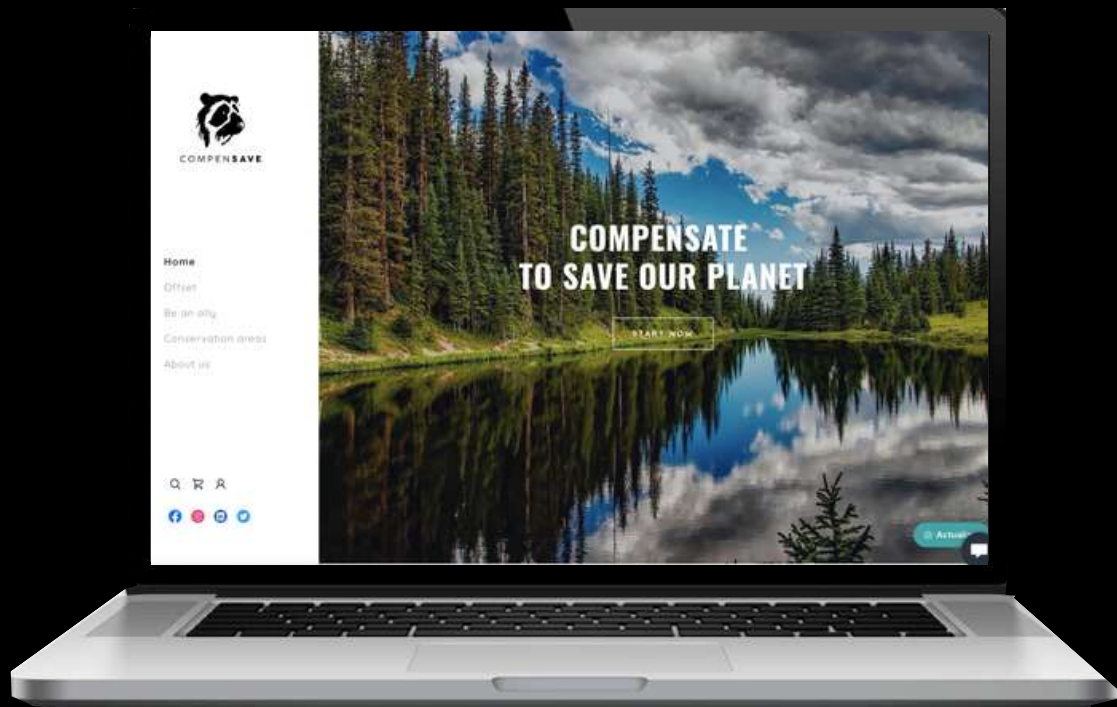 COMPENSAVE
Home
Offset
Be an ally
Conservation areas
About us
COMPENSATE
TO SAVE OUR PLANET
START NOW